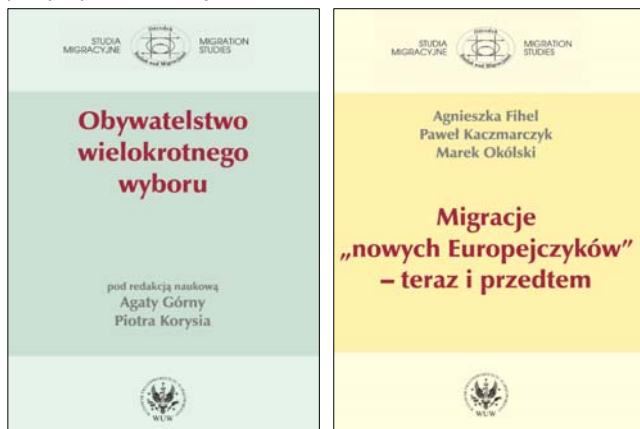 STUDIA
MIGRACYJNE
MIGRATION
STUDIES
Obywatelstwo
wielokrotnego
wyboru
pod redakcją naukową
Agaty Górny
Piotra Korysia
WUW
STUDIA
MIGRACYJNE
MIGRATION
STUDIES
Agnieszka Fihel
Paweł Kaczmarczyk
Marek Okólski
Migracje
„nowych Europejczyków”
– teraz i przedtem
WUW